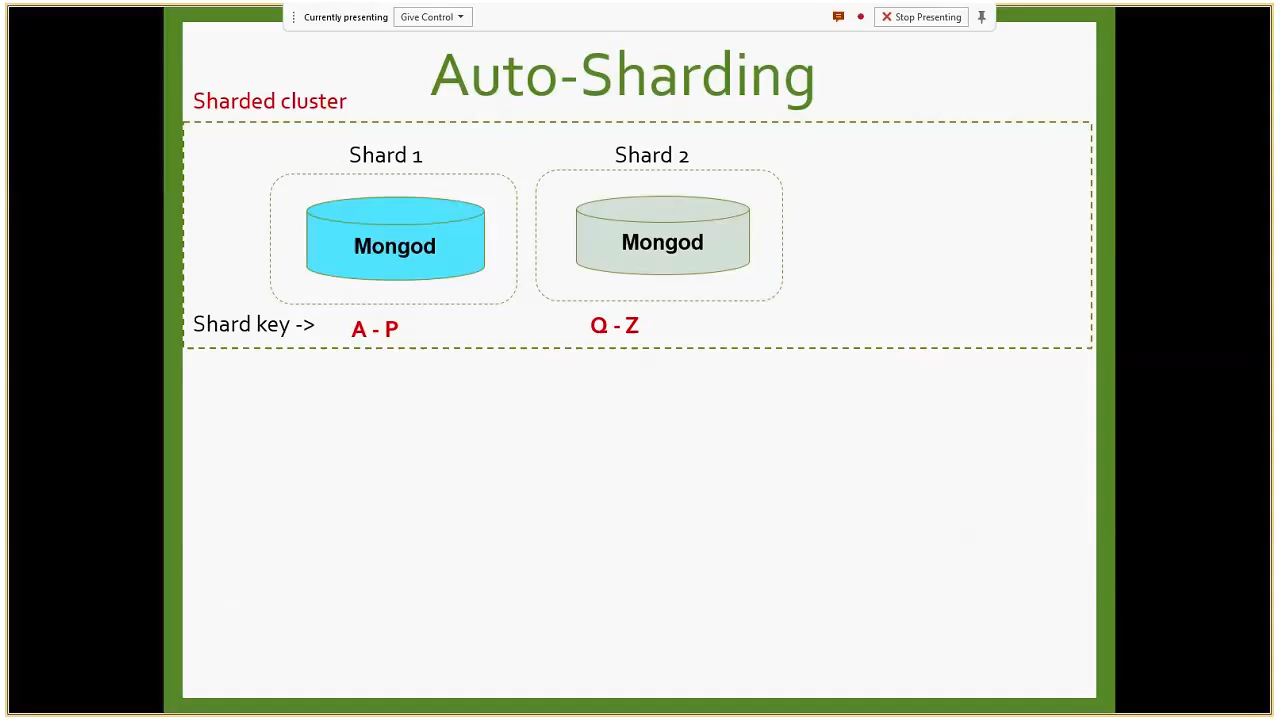 Currently presenting Give Control Stop Presenting
Auto-Sharding
Sharded cluster
Shard 1 Shard 2
Mongod Mongod
Shard key -> A - P Q - Z